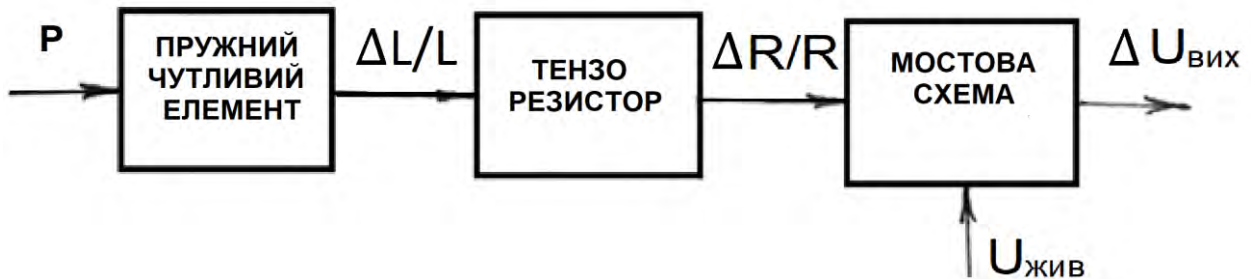 P
ПРУЖНИЙ
ЧУТЛИВИЙ
ЕЛЕМЕНТ
ΔL/L
ТЕНЗО
РЕЗИСТОР
ΔR/R
МОСТОВА
СХЕМА
Δ Uвих
Uжив